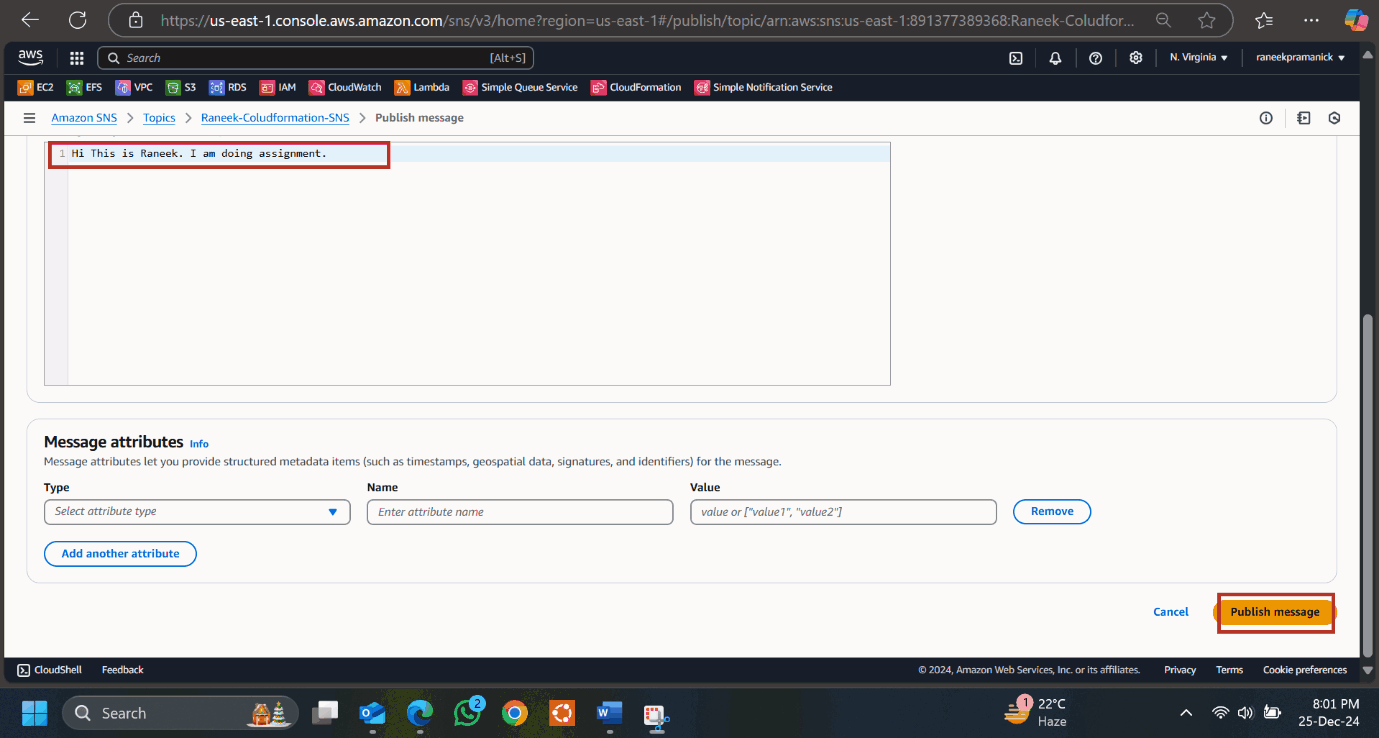 https://us-east-1.console.aws.amazon.com/sns/v3/home?region=us-east-1#/publish/topic/arn:aws:sns:us-east-1:891377389368:Raneek-Coludfor...
aws
Search [Alt+S]
N. Virginia
raneekpramanick
EC2 EFS VPC S3 RDS IAM CloudWatch Lambda Simple Queue Service CloudFormation Simple Notification Service
Amazon SNS > Topics > Raneek-Coludformation-SNS > Publish message
1 Hi This is Raneek. I am doing assignment.
Message attributes Info
Message attributes let you provide structured metadata items (such as timestamps, geospatial data, signatures, and identifiers) for the message.
Type Name Value
Select attribute type Enter attribute name value or ["value1", "value2"] Remove
Add another attribute
Cancel Publish message
CloudShell Feedback © 2024, Amazon Web Services, Inc. or its affiliates. Privacy Terms Cookie preferences
Search
2
1
22°C
Haze
8:01 PM
25-Dec-24